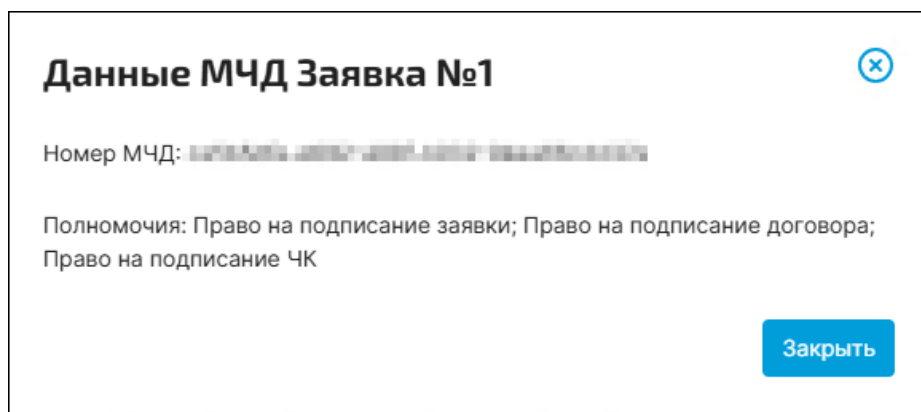 Данные МЧД Заявка №1
Номер МЧД:
Полномочия: Право на подписание заявки; Право на подписание договора;
Право на подписание ЧК
Закрыть